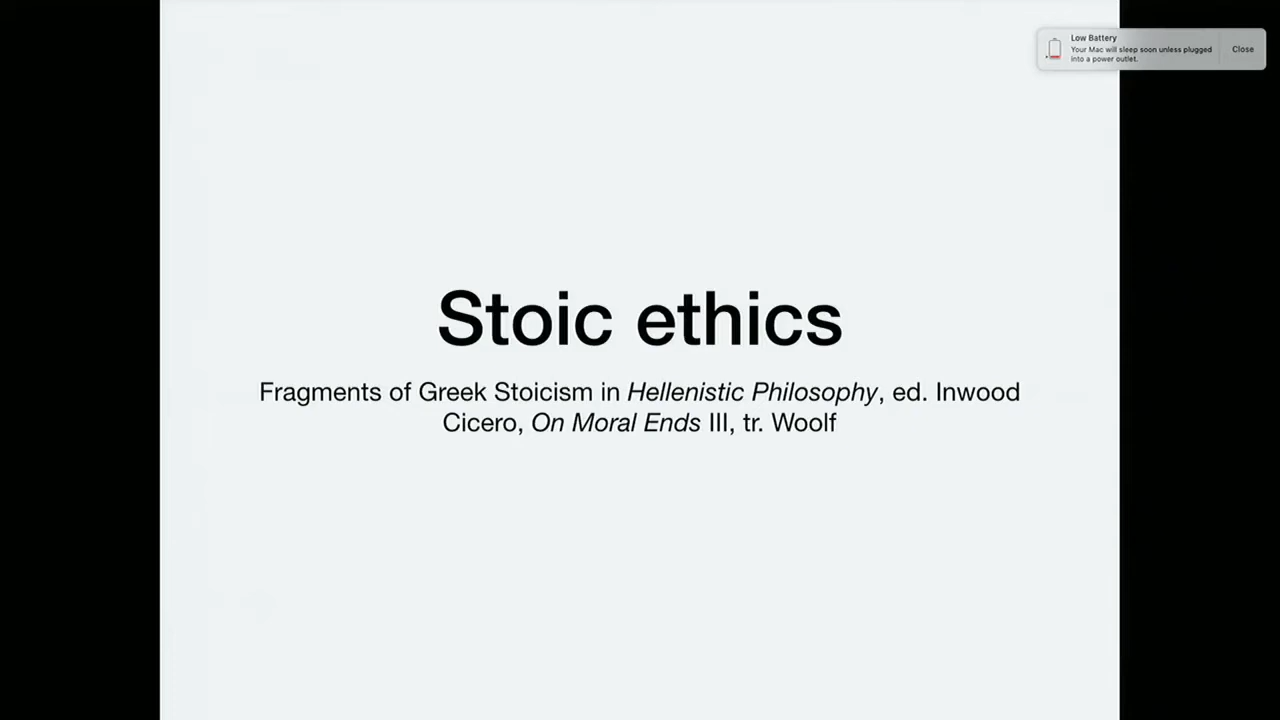 Low Battery
Your Mac will sleep soon unless plugged
into a power outlet.
Close
Stoic ethics
Fragments of Greek Stoicism in Hellenistic Philosophy, ed. Inwood
Cicero, On Moral Ends III, tr. Woolf